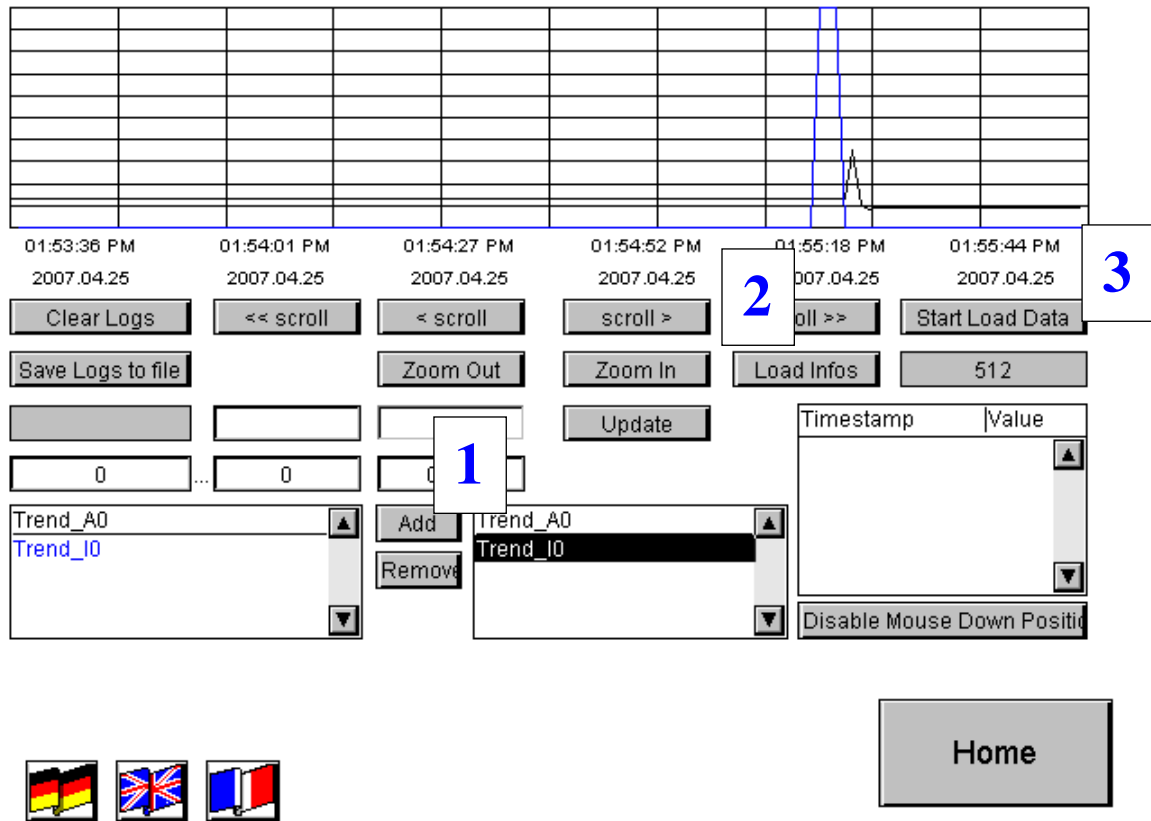 01:53:36 PM 01:54:01 PM 01:54:27 PM 01:54:52 PM 01:55:18 PM 01:55:44 PM
2007.04.25 2007.04.25 2007.04.25 2007.04.25 2 007.04.25 2007.04.25 3
Clear Logs << scroll < scroll scroll > oll >> Start Load Data
Save Logs to file Zoom Out Zoom In Load Infos 512
Update Timestamp Value
0 ... 0 0 1
Trend_A0 Add Trend_A0
Trend_I0 Trend_I0
Remove
Disable Mouse Down Positio
Home